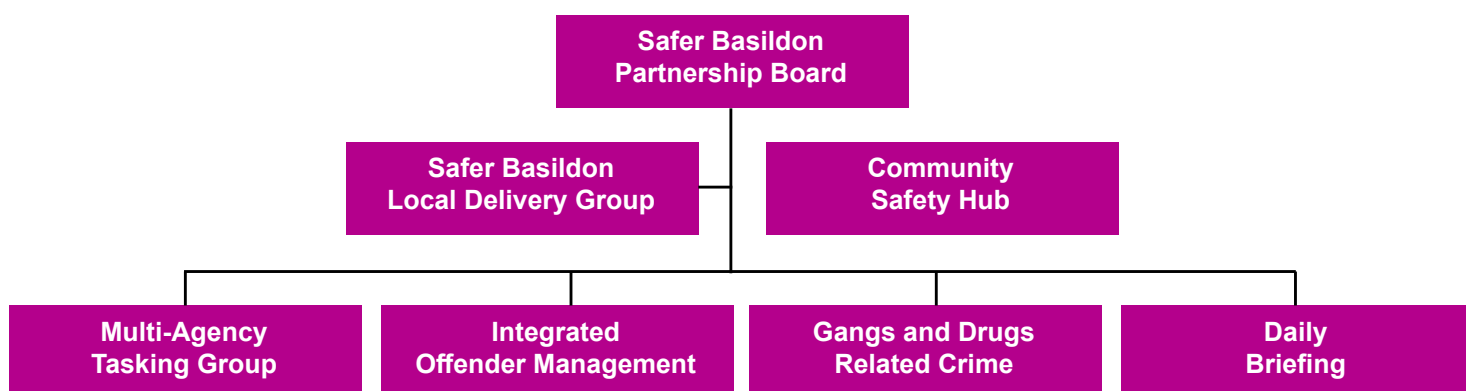 Safer Basildon
Partnership Board
Safer Basildon
Local Delivery Group
Community
Safety Hub
Multi-Agency
Tasking Group
Integrated
Offender Management
Gangs and Drugs
Related Crime
Daily
Briefing